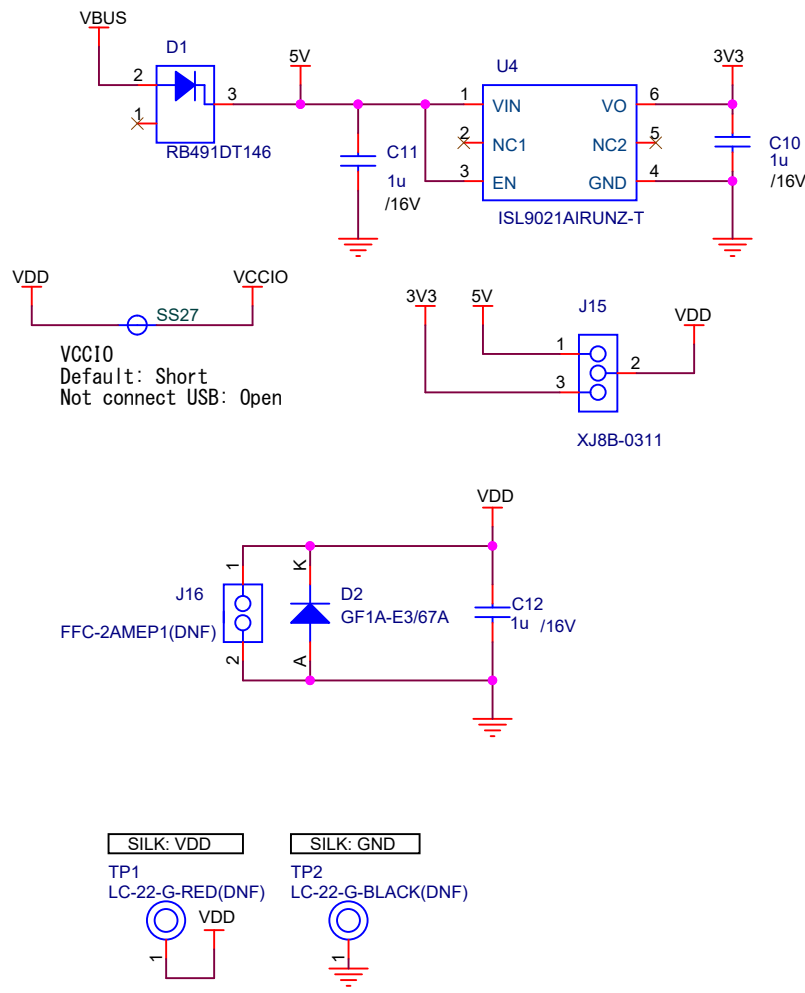 VBUS
D1
2
3
1
RB491DT146
5V
C11
1u
/16V
U4
1
VIN
VO
6
2
NC1
NC2
5
3
EN
GND
4
ISL9021AIRUNZ-T
3V3
C10
1u
/16V
VDD
VCCIO
SS27
VCCIO
Default: Short
Not connect USB: Open
3V3
5V
J15
VDD
1
2
3
XJ8B-0311
VDD
1
J16
FFC-2AMEP1(DNF)
2
K
D2
GF1A-E3/67A
A
C12
1u /16V
SILK: VDD
TP1
LC-22-G-RED(DNF)
VDD
1
SILK: GND
TP2
LC-22-G-BLACK(DNF)
1